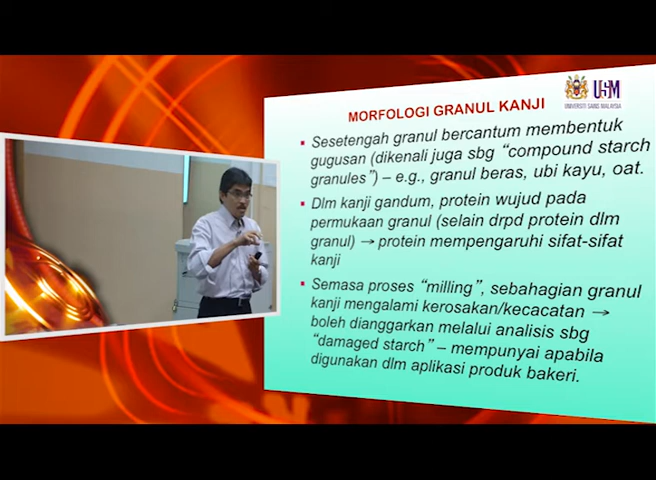 USM
UNIVERSITI SAINS MALAYSIA
MORFOLOGI GRANUL KANJI
▪ Sesetengah granul bercantum membentuk
gugusan (dikenali juga sbg “compound starch
granules”) – e.g., granul beras, ubi kayu, oat.
▪ Dlm kanji gandum, protein wujud pada
permukaan granul (selain drpd protein dlm
granul) → protein mempengaruhi sifat-sifat
kanji
▪ Semasa proses “milling”, sebahagian granul
kanji mengalami kerosakan/kecacatan →
boleh dianggarkan melalui analisis sbg
“damaged starch” – mempunyai apabila
digunakan dlm aplikasi produk bakeri.